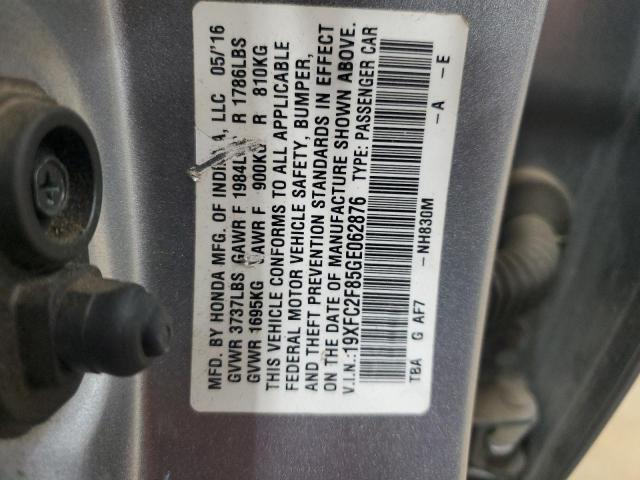 MFD. BY HONDA MFG. OF INDIANA, LLC 05/'16
GVWR 3737LBS GAWR F 1984LBS R 1786LBS
GVWR 1695KG GAWR F 900KG R 810KG
THIS VEHICLE CONFORMS TO ALL APPLICABLE
FEDERAL MOTOR VEHICLE SAFETY, BUMPER,
AND THEFT PREVENTION STANDARDS IN EFFECT
ON THE DATE OF MANUFACTURE SHOWN ABOVE.
V.I.N.:19XFC2F85GE062876 TYPE: PASSENGER CAR
TBA G AF7 -NH830M -A -E